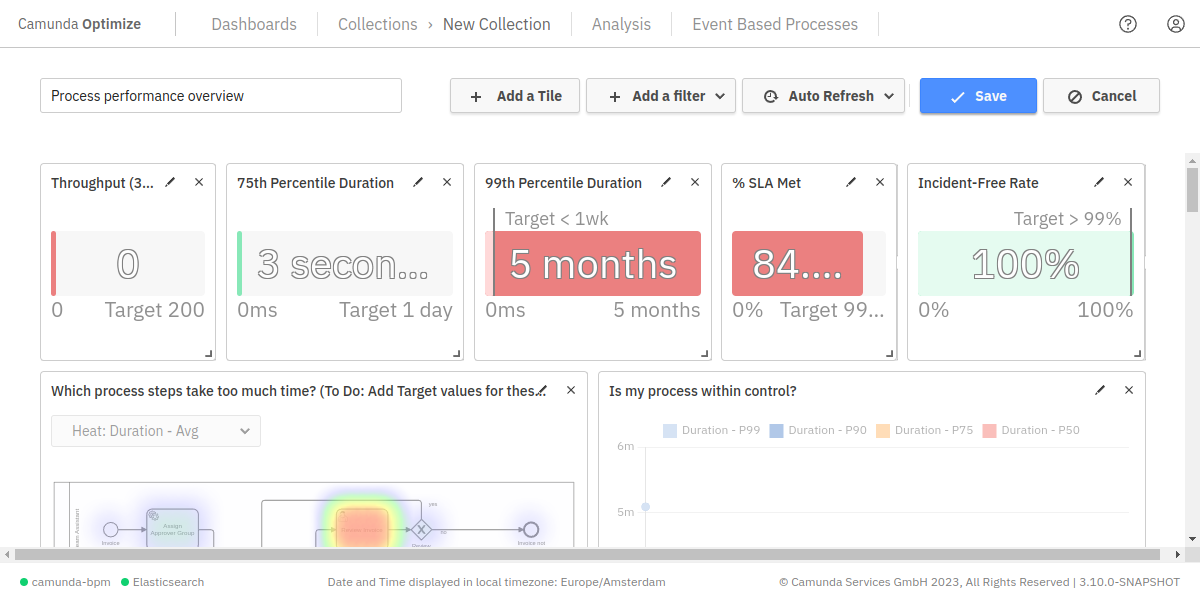 Camunda Optimize
Dashboards
Collections › New Collection
Analysis
Event Based Processes
Process performance overview
Add a Tile
Add a filter
Auto Refresh
Save
Cancel
Throughput (3...
0
0 Target 200
75th Percentile Duration
3 secon...
0ms Target 1 day
99th Percentile Duration
Target < 1wk
5 months
0ms 5 months
% SLA Met
84....
0% Target 99...
Incident-Free Rate
Target > 99%
100%
0% 100%
Which process steps take too much time? (To Do: Add Target values for thes...
Heat: Duration - Avg
Assign
Approver Group
yes
no
Invoice
Invoice not
Is my process within control?
Duration - P99 Duration - P90 Duration - P75 Duration - P50
6m
5m
camunda-bpm Elasticsearch
Date and Time displayed in local timezone: Europe/Amsterdam
© Camunda Services GmbH 2023, All Rights Reserved | 3.10.0-SNAPSHOT